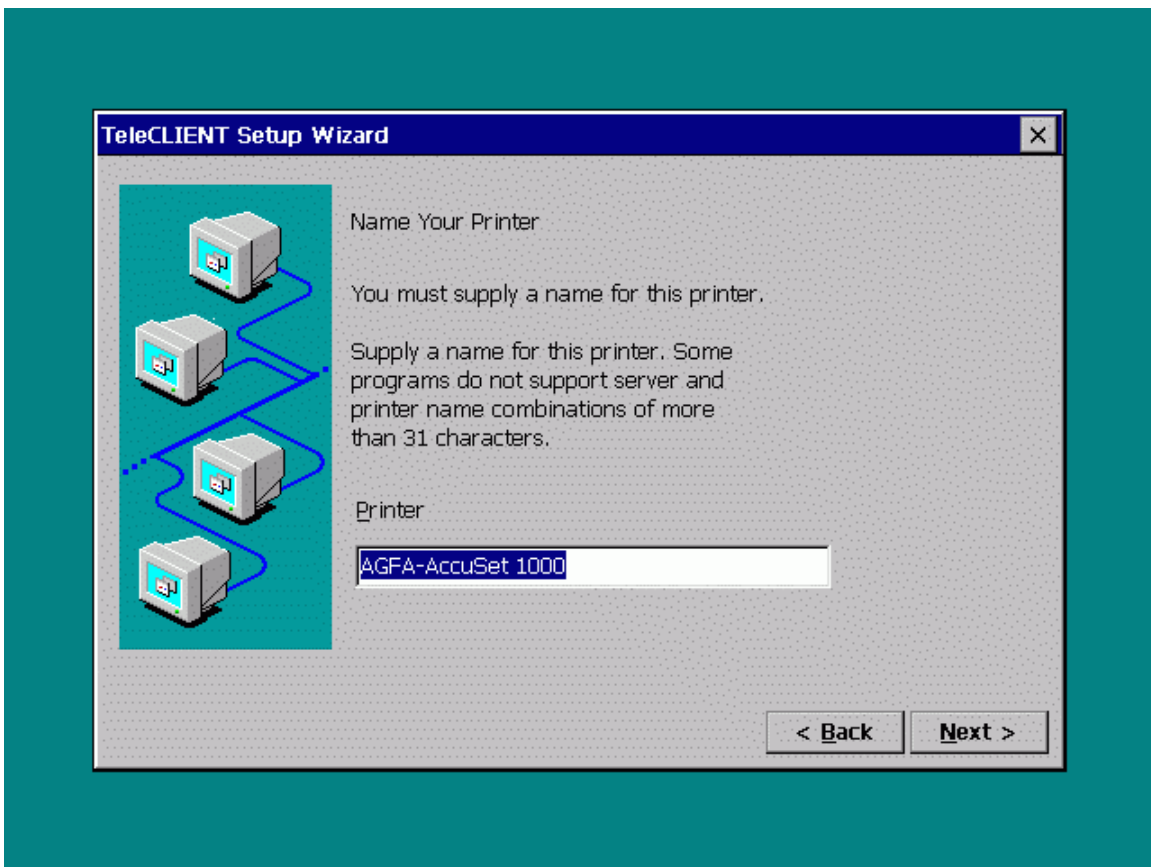 TeleCLIENT Setup Wizard
Name Your Printer
You must supply a name for this printer.
Supply a name for this printer. Some
programs do not support server and
printer name combinations of more
than 31 characters.
Printer
AGFA-AccuSet 1000
< Back
Next >